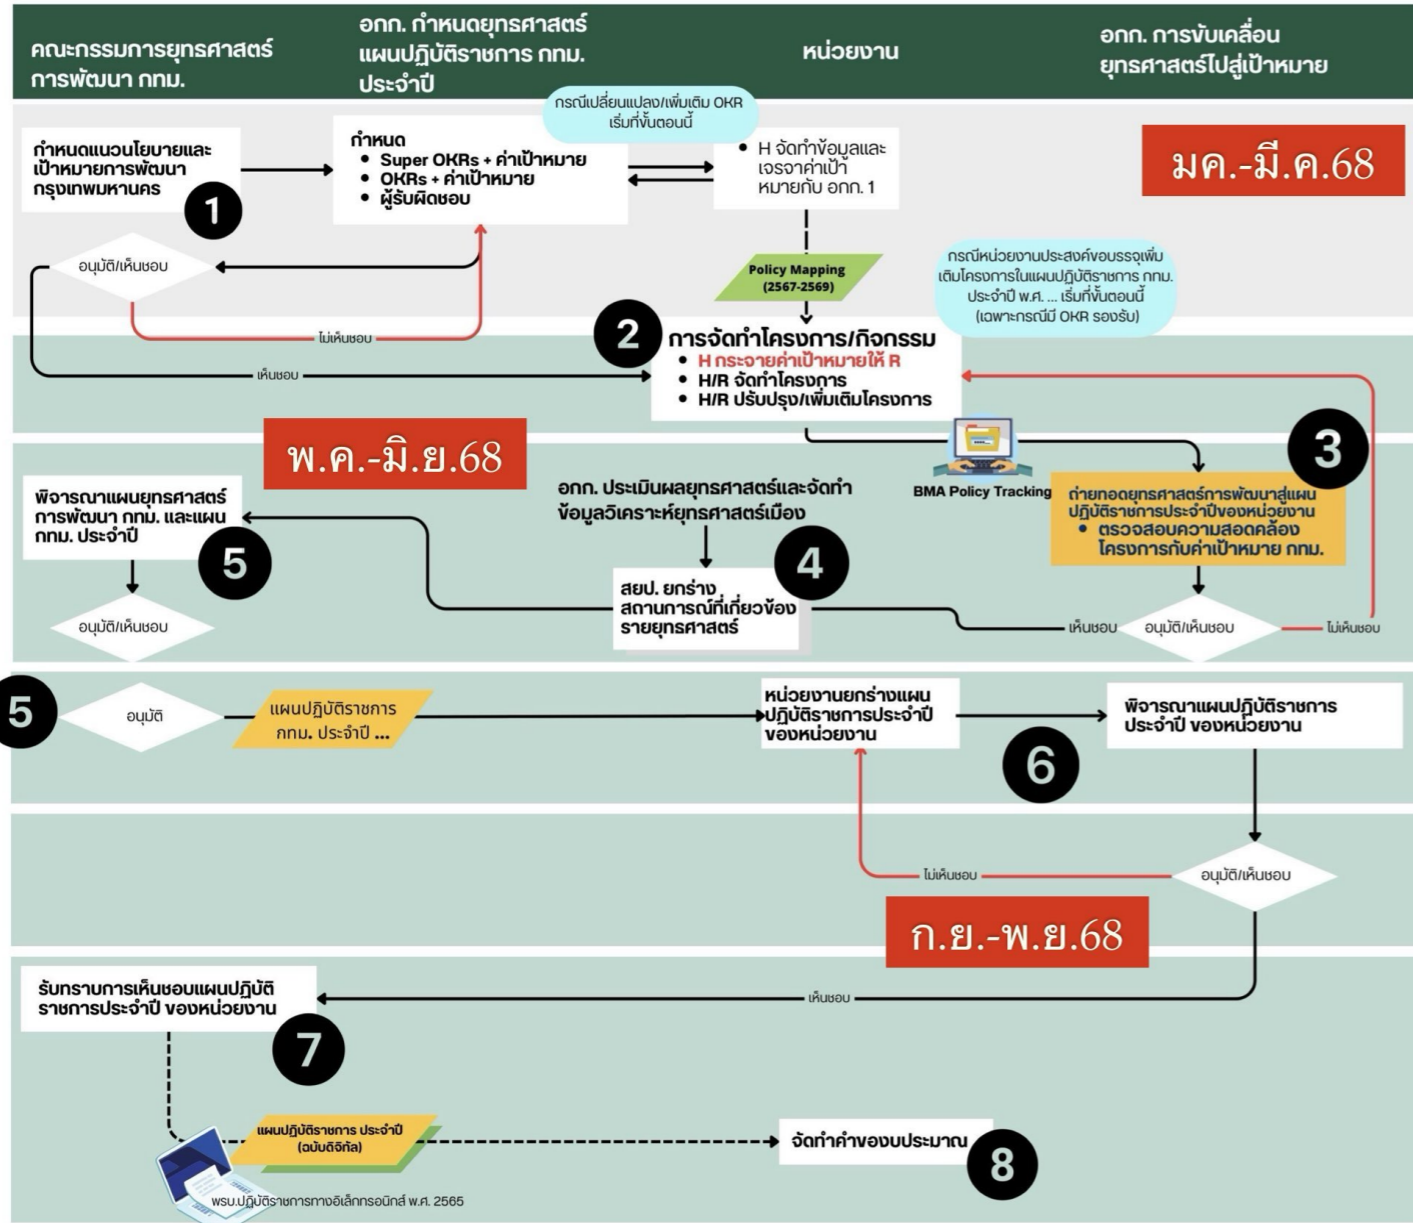 คณะกรรมการยุทธศาสตร์
การพัฒนา กทม.
อกก. กำหนดยุทธศาสตร์
แผนปฏิบัติราชการ กทม.
ประจำปี
หน่วยงาน
อกก. การขับเคลื่อน
ยุทธศาสตร์ไปสู่เป้าหมาย
กรณีเปลี่ยนแปลง/เพิ่มเติม OKR
เริ่มที่ขั้นตอนนี้
กำหนดแนวนโยบายและ
เป้าหมายการพัฒนา
กรุงเทพมหานคร
1
กำหนด
• Super OKRs + ค่าเป้าหมาย
• OKRs + ค่าเป้าหมาย
• ผู้รับผิดชอบ
• H จัดทำข้อมูลและ
เจรจาค่าเป้า
หมายกับ อกก. 1
มค.-มี.ค.68
อนุมัติ/เห็นชอบ
Policy Mapping
(2567-2569)
กรณีหน่วยงานประสงค์ขอบรรจุเพิ่ม
เติมโครงการในแผนปฏิบัติราชการ กทม.
ประจำปี พ.ศ. ... เริ่มที่ขั้นตอนนี้
(เฉพาะกรณีมี OKR รองรับ)
ไม่เห็นชอบ
เห็นชอบ
2
การจัดทำโครงการ/กิจกรรม
• H กระจายค่าเป้าหมายให้ R
• H/R จัดทำโครงการ
• H/R ปรับปรุง/เพิ่มเติมโครงการ
พ.ค.-มิ.ย.68
3
BMA Policy Tracking
ถ่ายทอดยุทธศาสตร์การพัฒนาสู่แผน
ปฏิบัติราชการประจำปีของหน่วยงาน
• ตรวจสอบความสอดคล้อง
โครงการกับค่าเป้าหมาย กทม.
พิจารณาแผนยุทธศาสตร์
การพัฒนา กทม. และแผน
กทม. ประจำปี
5
อกก. ประเมินผลยุทธศาสตร์และจัดทำ
ข้อมูลวิเคราะห์ยุทธศาสตร์เมือง
4
สยป. ยกร่าง
สถานการณ์ที่เกี่ยวข้อง
รายยุทธศาสตร์
อนุมัติ/เห็นชอบ
เห็นชอบ
อนุมัติ/เห็นชอบ
ไม่เห็นชอบ
5
อนุมัติ
แผนปฏิบัติราชการ
กทม. ประจำปี ...
หน่วยงานยกร่างแผน
ปฏิบัติราชการประจำปี
ของหน่วยงาน
6
พิจารณาแผนปฏิบัติราชการ
ประจำปี ของหน่วยงาน
ไม่เห็นชอบ
อนุมัติ/เห็นชอบ
ก.ย.-พ.ย.68
รับทราบการเห็นชอบแผนปฏิบัติ
ราชการประจำปี ของหน่วยงาน
เห็นชอบ
7
แผนปฏิบัติราชการ ประจำปี
(ฉบับดิจิทัล)
จัดทำคำของบประมาณ
8
พรบ.ปฏิบัติราชการทางอิเล็กทรอนิกส์ พ.ศ. 2565